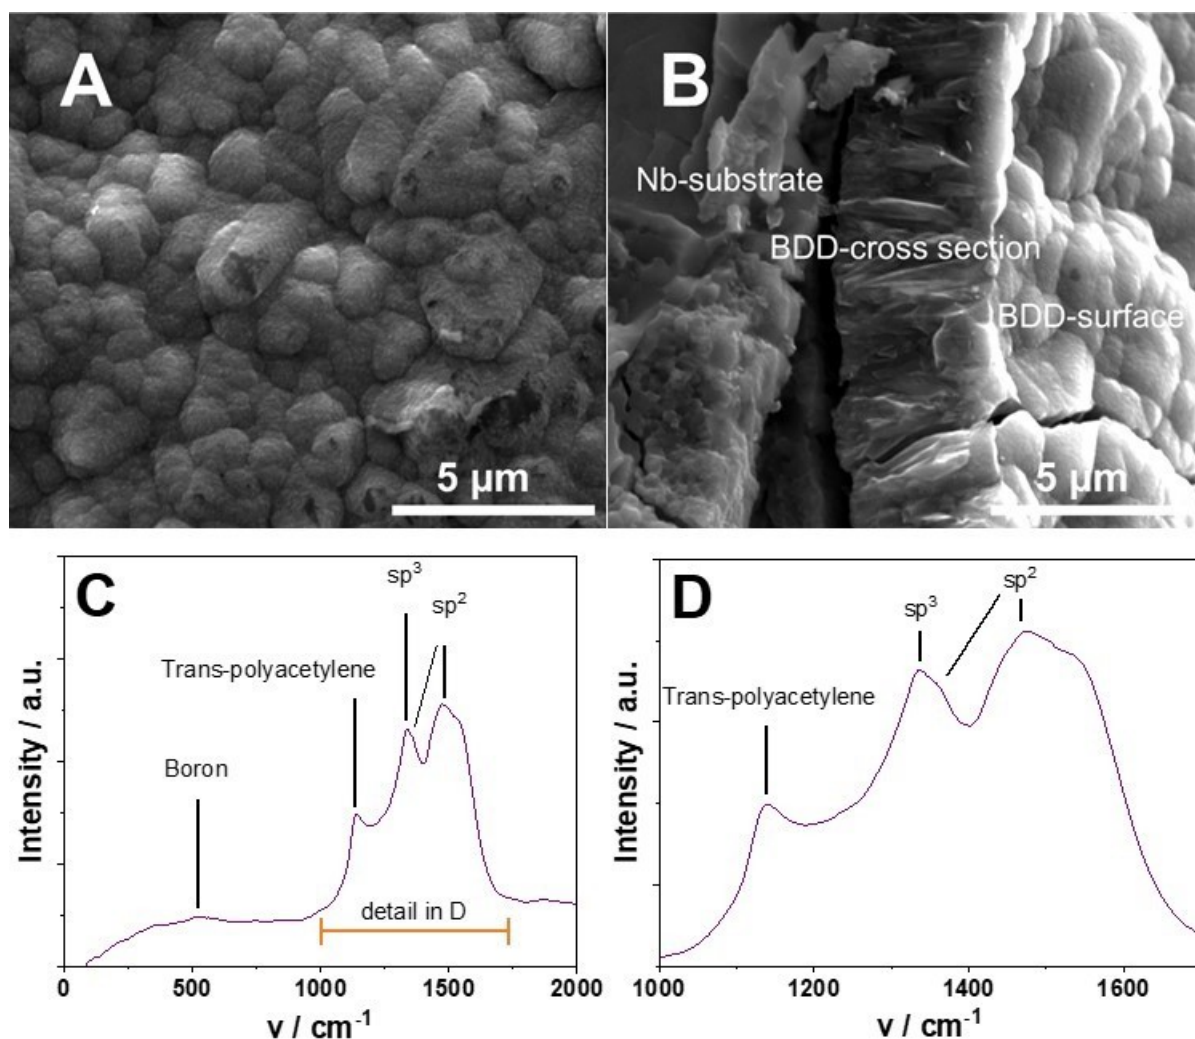 A
5 µm
B
Nb-substrate
BDD-cross section
BDD-surface
5 µm
C
sp³
sp²
Trans-polyacetylene
Boron
detail in D
Intensity / a.u.
0 500 1000 1500 2000
ν / cm⁻¹
D
sp²
sp³
Trans-polyacetylene
Intensity / a.u.
1000 1200 1400 1600
ν / cm⁻¹